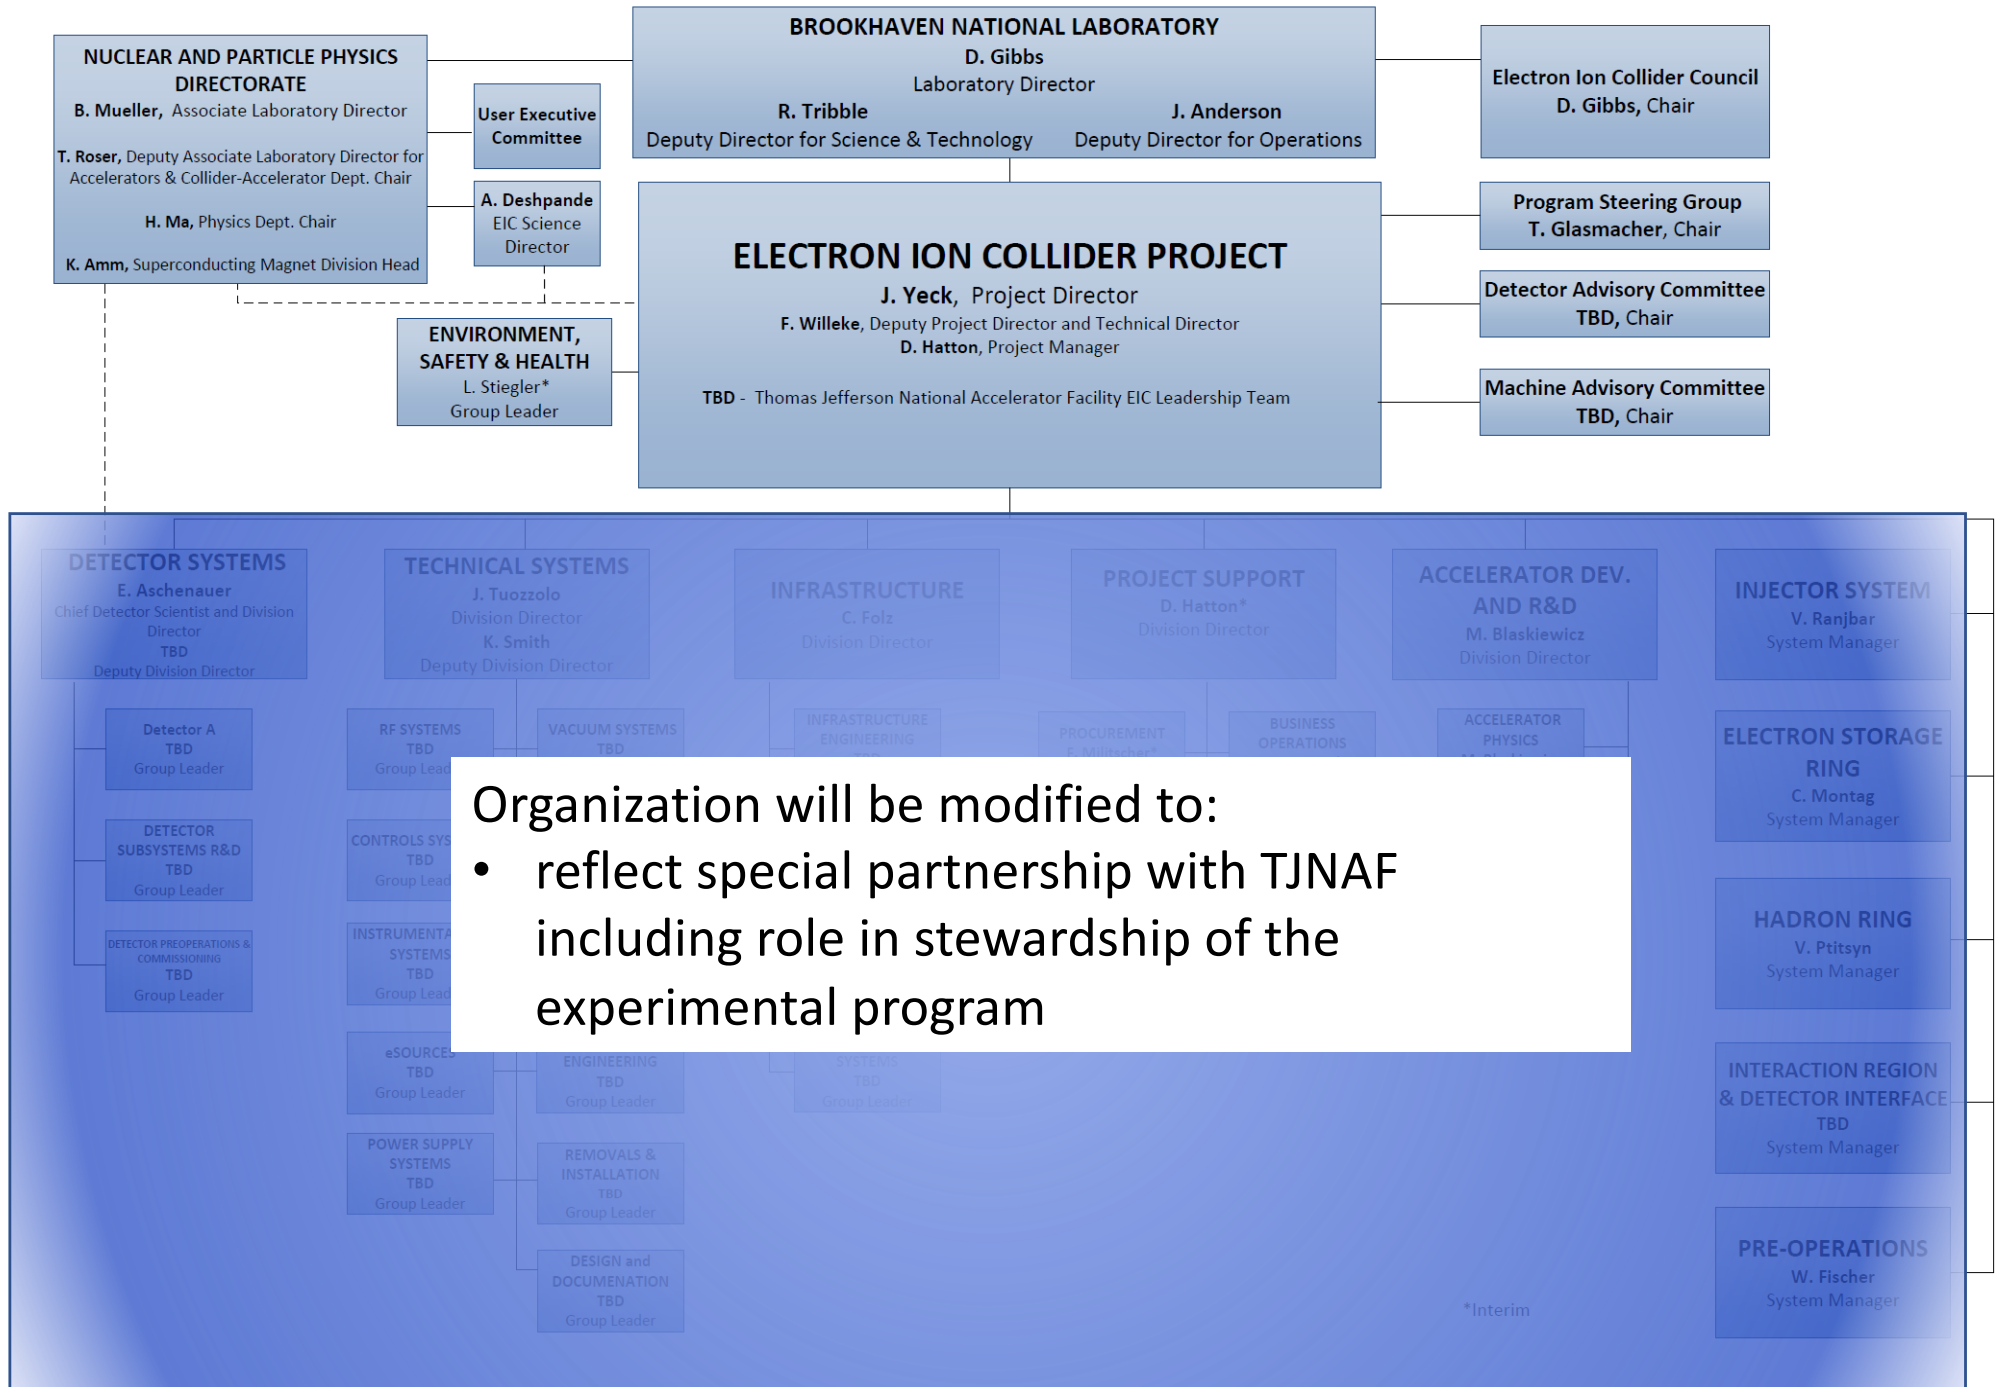 BROOKHAVEN NATIONAL LABORATORY
D. Gibbs
Laboratory Director
R. Tribble
Deputy Director for Science & Technology
J. Anderson
Deputy Director for Operations
NUCLEAR AND PARTICLE PHYSICS
DIRECTORATE
B. Mueller, Associate Laboratory Director
T. Roser, Deputy Associate Laboratory Director for
Accelerators & Collider-Accelerator Dept. Chair
H. Ma, Physics Dept. Chair
K. Amm, Superconducting Magnet Division Head
User Executive
Committee
A. Deshpande
EIC Science
Director
Electron Ion Collider Council
D. Gibbs, Chair
Program Steering Group
T. Glasmacher, Chair
Detector Advisory Committee
TBD, Chair
Machine Advisory Committee
TBD, Chair
ELECTRON ION COLLIDER PROJECT
J. Yeck, Project Director
F. Willeke, Deputy Project Director and Technical Director
D. Hatton, Project Manager
TBD - Thomas Jefferson National Accelerator Facility EIC Leadership Team
ENVIRONMENT,
SAFETY & HEALTH
L. Stiegler*
Group Leader
DETECTOR SYSTEMS
E. Aschenauer
Chief Detector Scientist and Division
Director
TBD
Deputy Division Director
Detector A
TBD
Group Leader
DETECTOR
SUBSYSTEMS R&D
TBD
Group Leader
DETECTOR PREOPERATIONS &
COMMISSIONING
TBD
Group Leader
TECHNICAL SYSTEMS
J. Tuozzolo
Division Director
K. Smith
Deputy Division Director
RF SYSTEMS
TBD
Group
CONTROLS
TBD
Group
SYSTEMS
TBD
Group
eSOURCES
TBD
Group Leader
POWER SUPPLY
SYSTEMS
TBD
Group Leader
VACUUM SYSTEMS
TBD
ENGINEERING
TBD
Group Leader
REMOVALS &
INSTALLATION
TBD
Group Leader
DESIGN and
DOCUMENATION
TBD
Group Leader
INFRASTRUCTURE
C. Folz
Division Director
INFRASTRUCTURE
ENGINEERING
SYSTEMS
TBD
Group Leader
PROJECT SUPPORT
D. Hatton*
Division Director
PROCUREMENT
BUSINESS
OPERATIONS
ACCELERATOR DEV.
AND R&D
M. Blaskiewicz
Division Director
ACCELERATOR
PHYSICS
INJECTOR SYSTEM
V. Ranjbar
System Manager
ELECTRON STORAGE
RING
C. Montag
System Manager
HADRON RING
V. Ptitsyn
System Manager
INTERACTION REGION
& DETECTOR INTERFACE
TBD
System Manager
PRE-OPERATIONS
W. Fischer
System Manager
Organization will be modified to:
• reflect special partnership with TJNAF
including role in stewardship of the
experimental program
*Interim